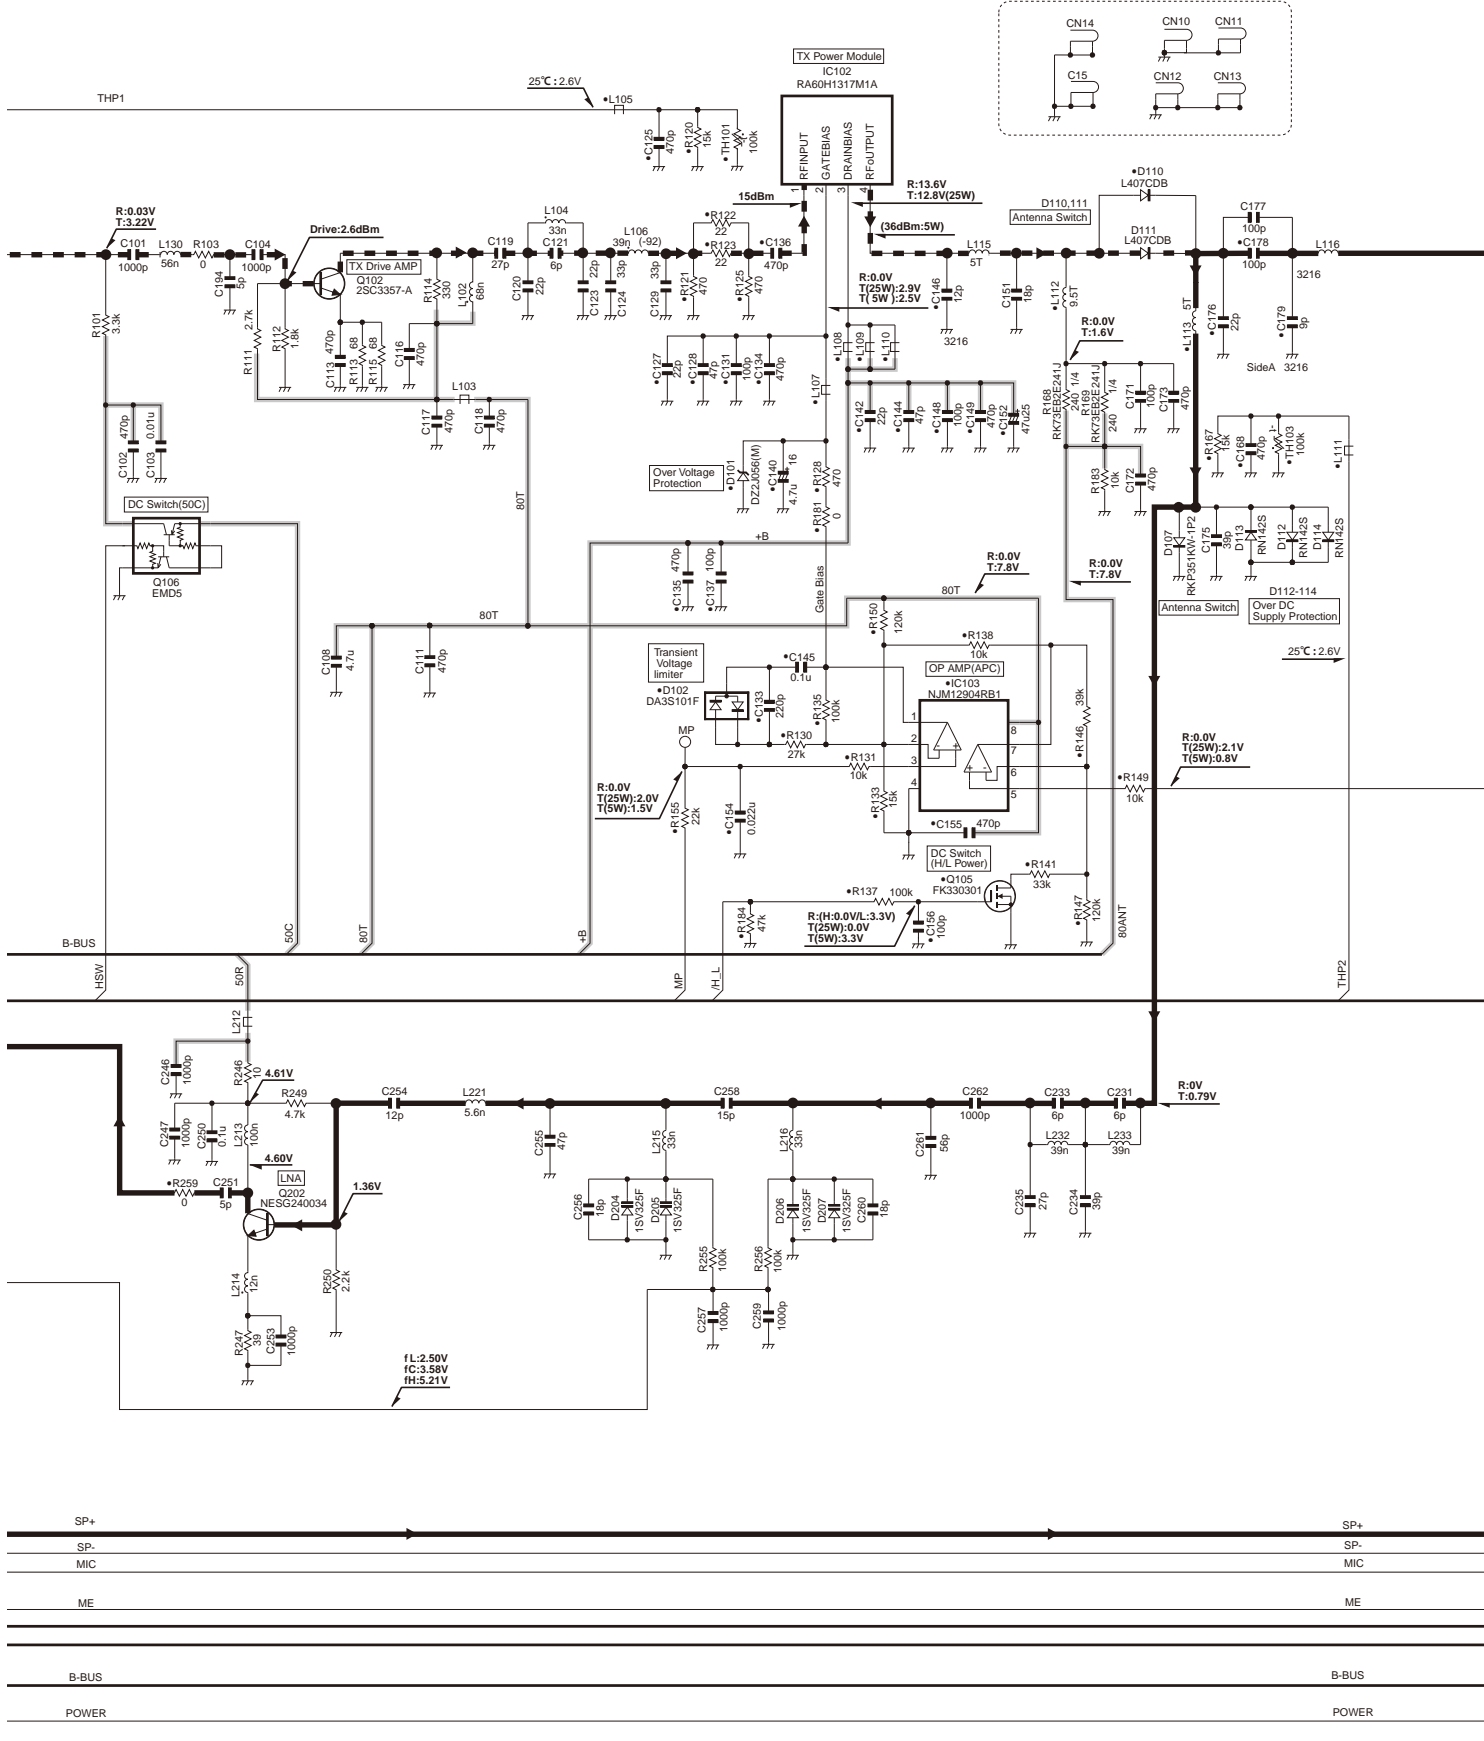 CN14
CN10
CN11
C15
CN12
CN13
TX Power Module
IC102
RA60H1317M1A
25℃ : 2.6V
THP1
•L105
•C125
470p
•R120
15k
•TH101
100k
RFINPUT
GATEBIAS
DRAINBIAS
RFoUTPUT
1
2
3
4
15dBm
R:13.6V
T:12.8V(25W)
(36dBm:5W)
•D110
L407CDB
D110,111
Antenna Switch
D111
L407CDB
C177
100p
•C178
100p
L116
R:0.03V
T:3.22V
C101
1000p
L130
56n
R103
0
C104
1000p
C194
5p
Drive:2.6dBm
TX Drive AMP
Q102
2SC3357-A
R114
330
L102
68n
C119
27p
L104
33n
C121
6p
C120
22p
22p
C123
33p
C124
L106
39n (-92)
33p
C129
•R121
470
•R122
22
•R123
22
•R125
470
•C136
470p
R:0.0V
T(25W):2.9V
T( 5W ):2.5V
•C146
12p
3216
L115
5T
C151
18p
•L112
9.5T
5T
•L113
3216
•C176
22p
•C179
9p
SideA 3216
R101
3.3k
2.7k
R111
R112
1.8k
470p
C113
68
R113
68
R115
C116
470p
L103
C117
470p
C118
470p
•C127
22p
•C128
47p
•C131
100p
•C134
470p
•L107
•L108
•L109
•L110
•C142
22p
•C144
47p
•C148
100p
•C149
470p
•C152
47u25
R:0.0V
T:1.6V
R168
RK73EB2E241J
240 1/4
R169
RK73EB2E241J
240
1/4
C171
100p
C173
470p
R183
10k
C172
470p
•R167
15k
C168
470p
•TH103
100k
•L111
470p
C102
0.01u
C103
DC Switch(50C)
Q106
EMD5
80T
Over Voltage
Protection
•D101
DZ2J056(M)
•C140
4.7u
16
•R128
470
•R181
0
+B
470p
•C135
100p
•C137
Gate Bias
D107
RKP351KW-1P2
Antenna Switch
C175
39p
D113
RN142S
D112
RN142S
D114
RN142S
D112-114
Over DC
Supply Protection
R:0.0V
T:7.8V
R:0.0V
T:7.8V
80T
80T
C108
4.7u
C111
470p
25℃ : 2.6V
Transient
Voltage
limiter
•D102
DA3S101F
•C145
0.1u
C133
220p
•R135
100k
•R150
120k
•R138
10k
OP AMP(APC)
•IC103
NJM12904RB1
1
2
3
4
8
7
6
5
39k
•R146
MP
•R130
27k
•R131
10k
•R133
15k
•C155
470p
R:0.0V
T(25W):2.0V
T(5W):1.5V
•R155
22k
•C154
0.022u
R:0.0V
T(25W):2.1V
T(5W):0.8V
•R149
10k
DC Switch
(H/L Power)
•Q105
FK330301
•R141
33k
•R137
100k
•R184
47k
R:(H:0.0V/L:3.3V)
T(25W):0.0V
T(5W):3.3V
•C156
100p
•R147
120k
80ANT
B-BUS
50C
80T
+B
HSW
50R
MP
/H_L
THP2
L212
C246
1000p
R246
10
4.61V
R249
4.7k
C247
1000p
C250
0.1u
L213
100n
4.60V
LNA
Q202
NESG240034
•R259
0
C251
5p
1.36V
L214
12n
R247
39
C253
1000p
R250
2.2k
C254
12p
L221
5.6n
C255
47p
L215
33n
C258
15p
L216
33n
C256
18p
D204
1SV325F
D205
1SV325F
D206
1SV325F
D207
1SV325F
C260
18p
R255
100k
R256
100k
C257
1000p
C259
1000p
C261
56p
C262
1000p
C233
6p
C231
6p
L232
39n
L233
39n
C235
27p
C234
39p
R:0V
T:0.79V
f L:2.50V
fC:3.58V
fH:5.21V
SP+
SP+
SP-
SP-
MIC
MIC
ME
ME
B-BUS
B-BUS
POWER
POWER